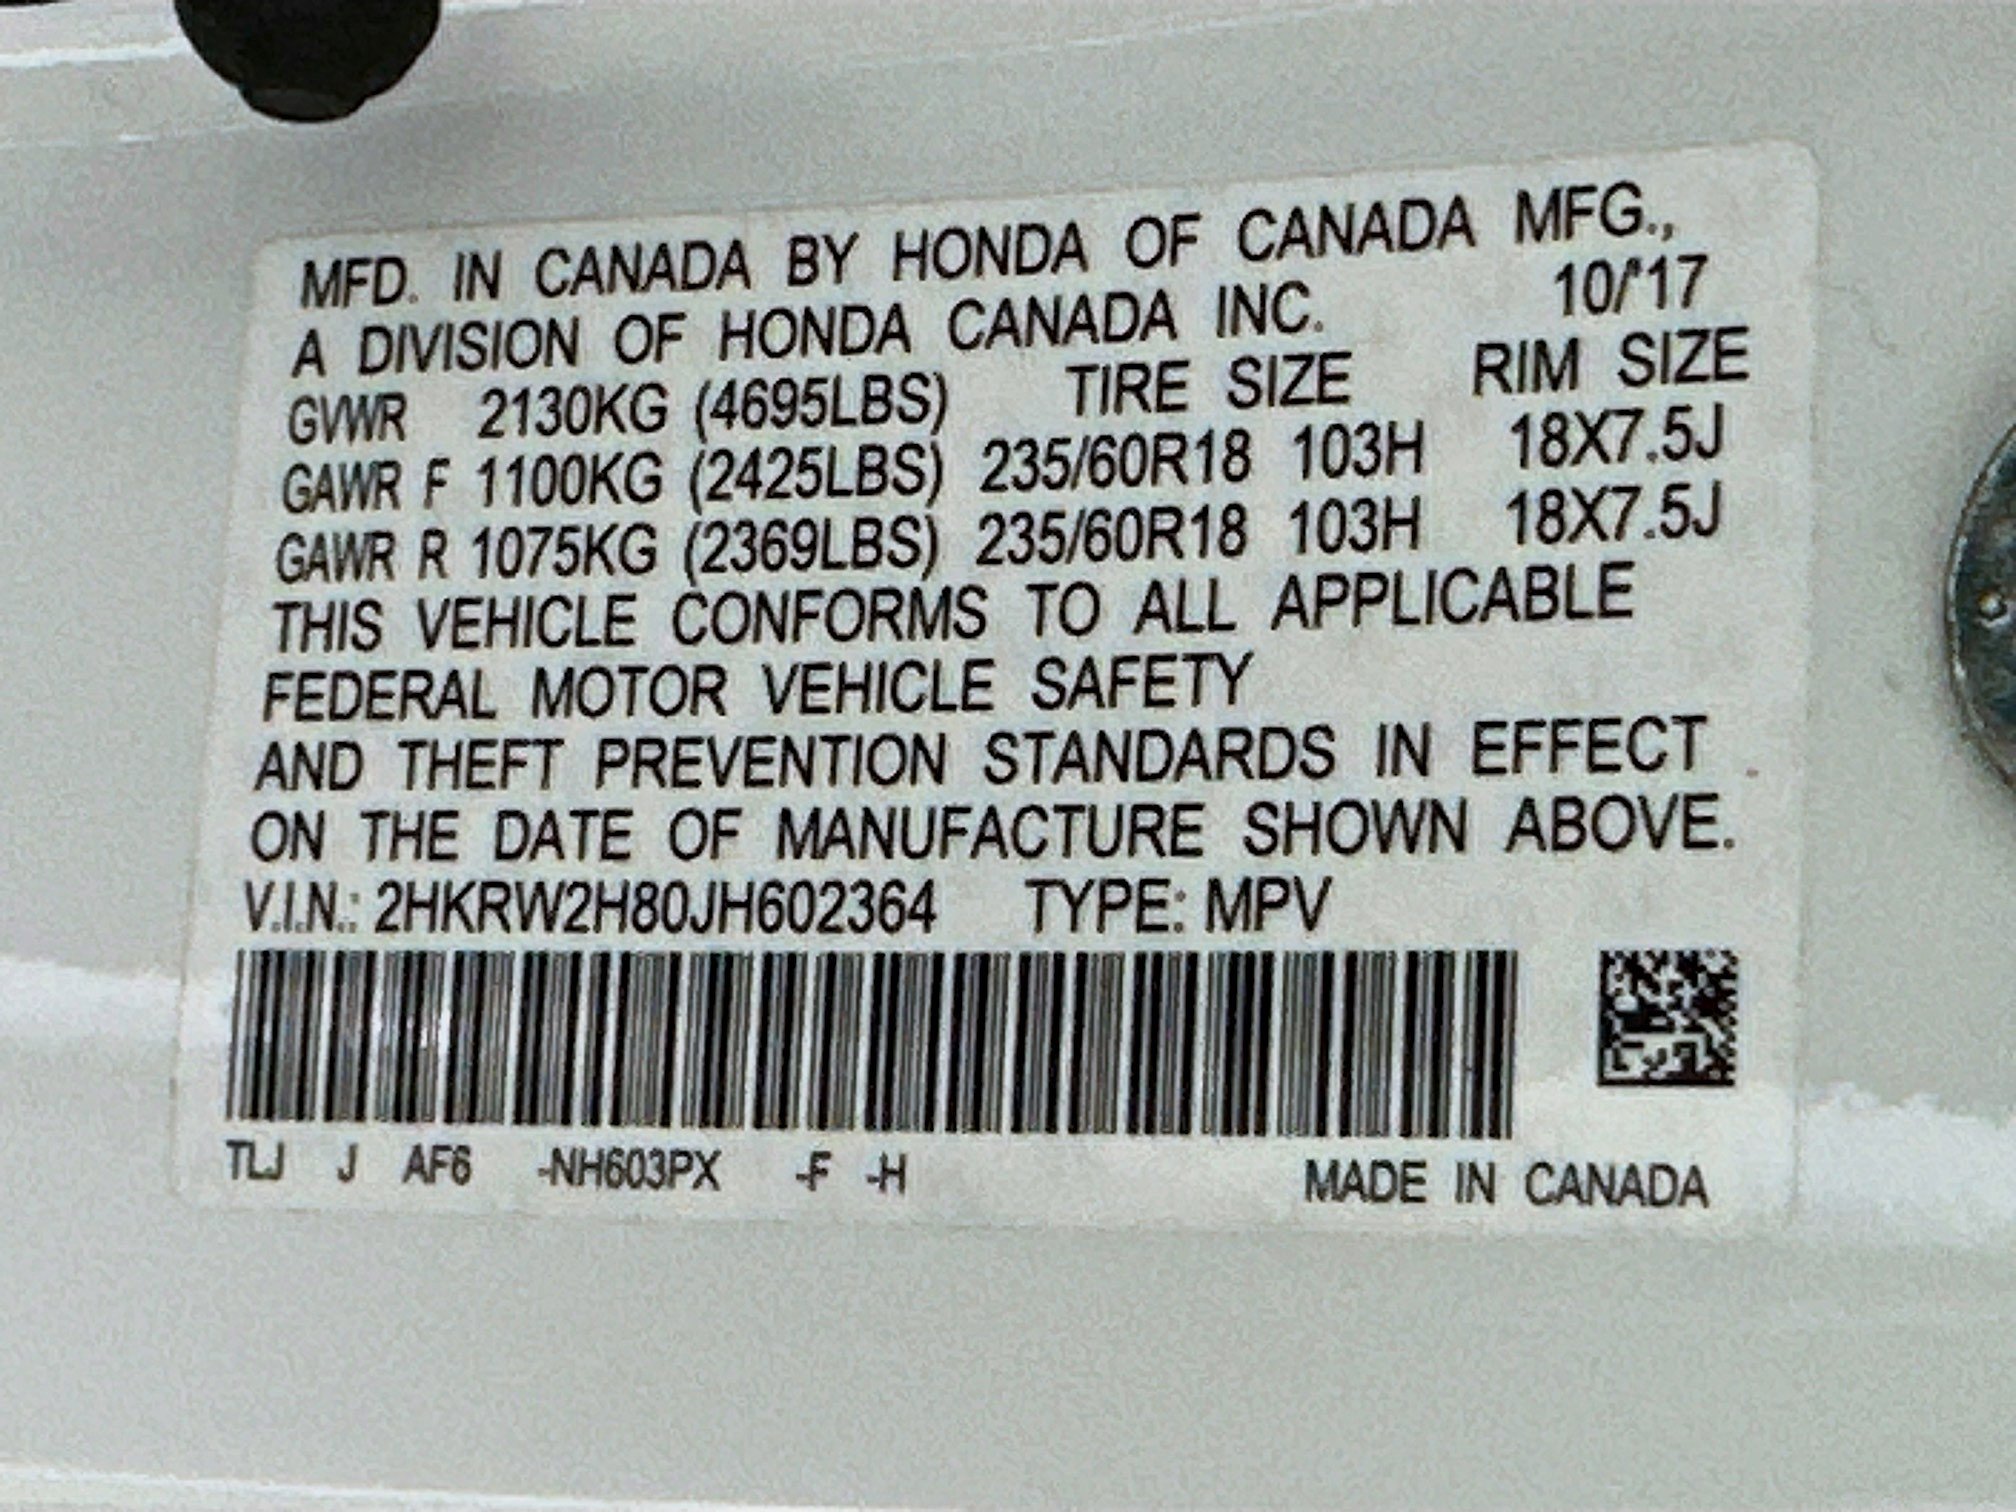 MFD. IN CANADA BY HONDA OF CANADA MFG.,
A DIVISION OF HONDA CANADA INC. 10/'17
GVWR 2130KG (4695LBS) TIRE SIZE RIM SIZE
GAWR F 1100KG (2425LBS) 235/60R18 103H 18X7.5J
GAWR R 1075KG (2369LBS) 235/60R18 103H 18X7.5J
THIS VEHICLE CONFORMS TO ALL APPLICABLE
FEDERAL MOTOR VEHICLE SAFETY
AND THEFT PREVENTION STANDARDS IN EFFECT
ON THE DATE OF MANUFACTURE SHOWN ABOVE.
V.I.N.: 2HKRW2H80JH602364 TYPE: MPV
TLJ J AF6 -NH603PX -F -H MADE IN CANADA